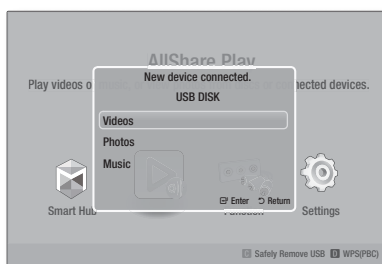 AllShare Play
New device connected.
Play videos o
nected devices.
USB DISK
Videos
Photos
Music
Enter
Return
Smart Hub
Function
Settings
C Safely Remove USB D WPS(PBC)